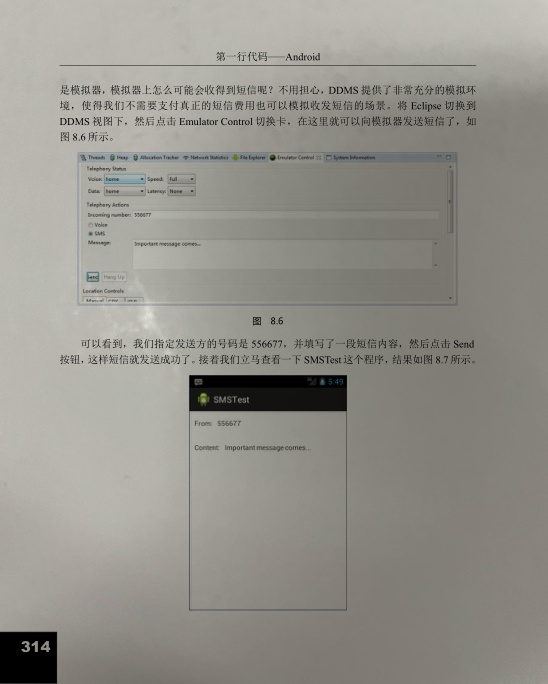 第一行代码——Android
是模拟器，模拟器上怎么可能会收得到短信呢？不用担心，DDMS 提供了非常充分的模拟环
境，使得我们不需要支付真正的短信费用也可以模拟收发短信的场景。将 Eclipse 切换到
DDMS 视图下，然后点击 Emulator Control 切换卡，在这里就可以向模拟器发送短信了，如
图 8.6 所示。
Threads Heap Allocation Tracker Network Statistics File Explorer Emulator Control System Information
Telephony Status
Voice: home Speed: Full
Data: home Latency: None
Telephony Actions
Incoming number: 556677
Voice
SMS
Message: Important message comes...
Send Hang Up
Location Controls
Manual
图 8.6
可以看到，我们指定发送方的号码是 556677，并填写了一段短信内容，然后点击 Send
按钮，这样短信就发送成功了。接着我们立马查看一下 SMSTest 这个程序，结果如图 8.7 所示。
5:49
SMSTest
From: 556677
Content: Important message comes...
314